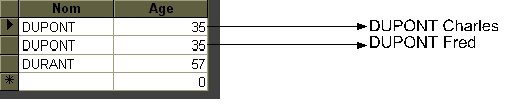 Nom Age
DUPONT 35 DUPONT Charles
DUPONT 35 DUPONT Fred
DURANT 57
* 0